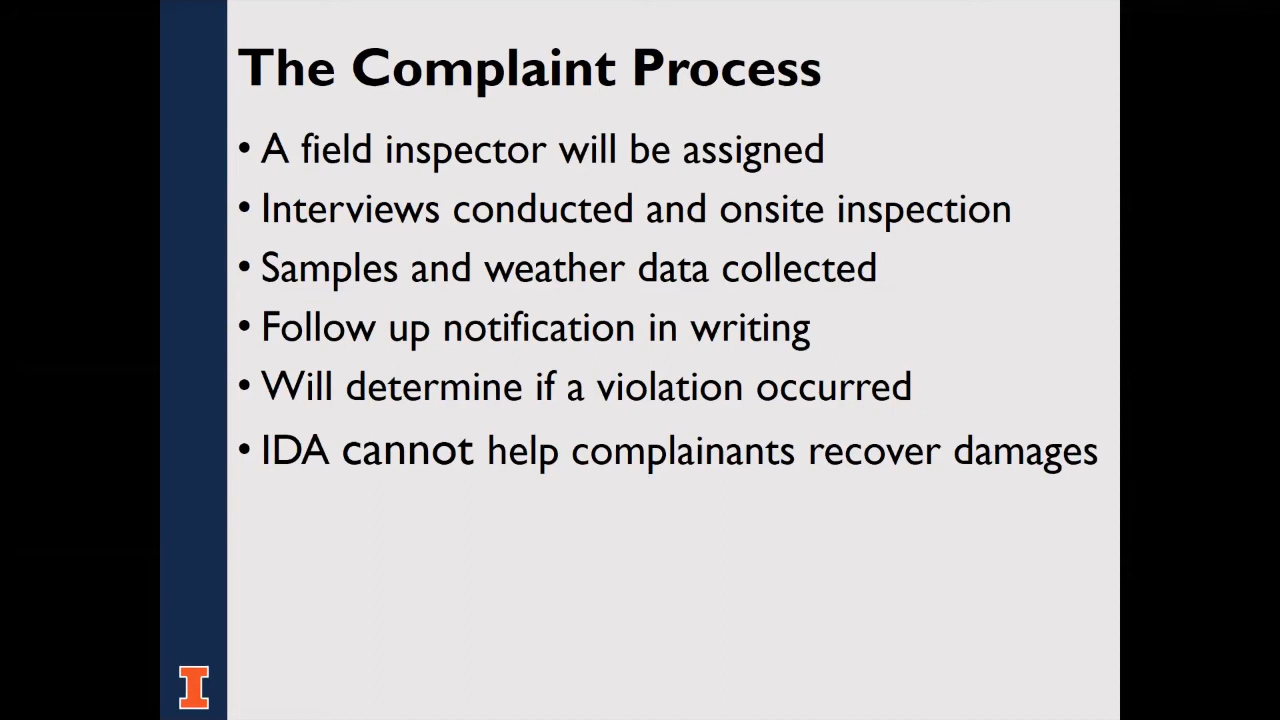 The Complaint Process
• A field inspector will be assigned
• Interviews conducted and onsite inspection
• Samples and weather data collected
• Follow up notification in writing
• Will determine if a violation occurred
• IDA cannot help complainants recover damages
I